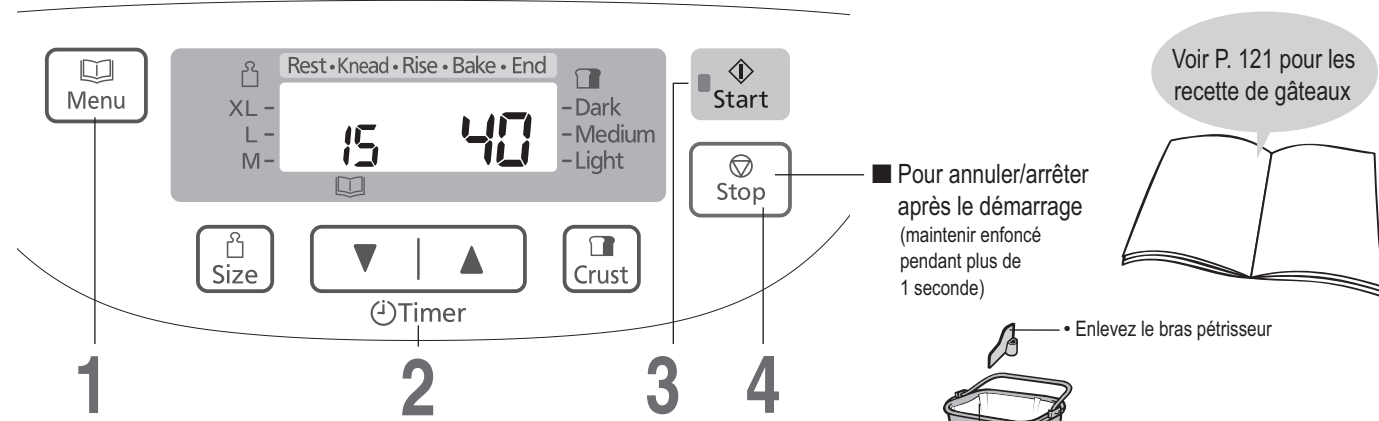 Menu
Rest • Knead • Rise • Bake • End
XL –
L –
M –
15 40
– Dark
– Medium
– Light
Start
Stop
Size
▼ | ▲
Timer
Crust
1
2
3
4
■ Pour annuler/arrêter
après le démarrage
(maintenir enfoncé
pendant plus de
1 seconde)
Voir P. 121 pour les
recette de gâteaux
• Enlevez le bras pétrisseur